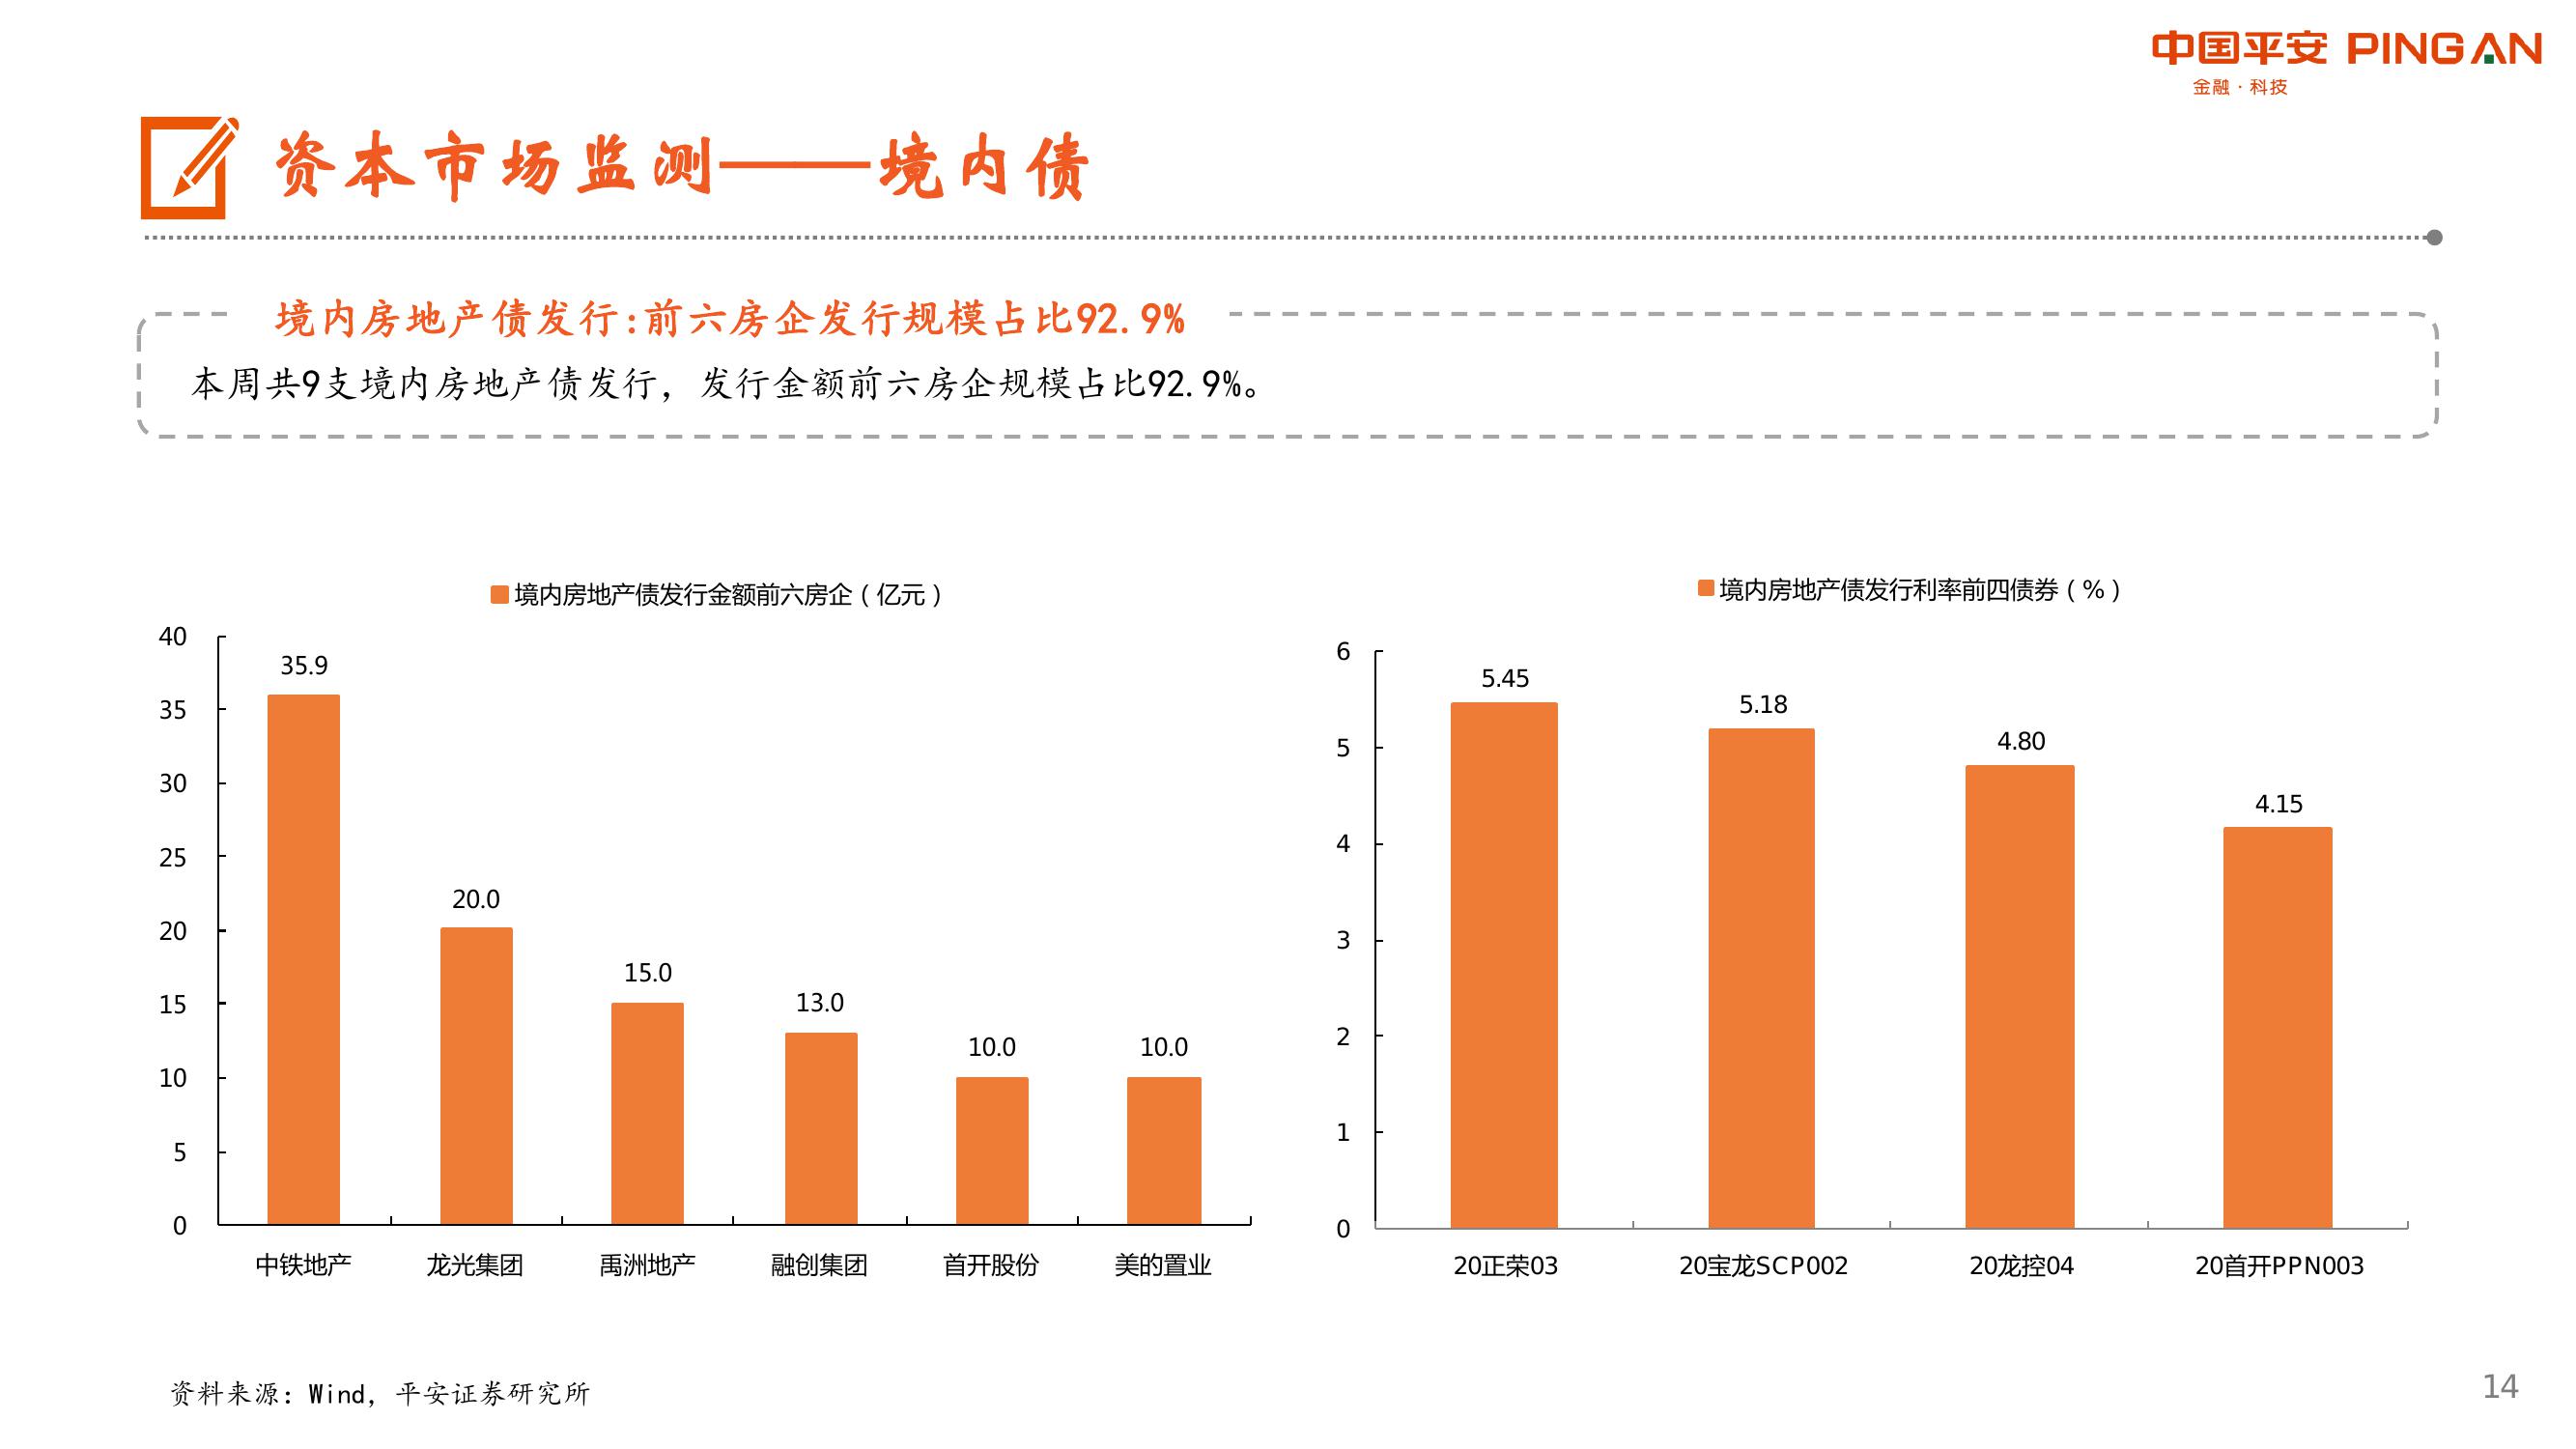 中国平安 PINGAN
金融·科技
资本市场监测——境内债
境内房地产债发行:前六房企发行规模占比92.9%
本周共9支境内房地产债发行，发行金额前六房企规模占比92.9%。
境内房地产债发行金额前六房企（亿元）
40
35
30
25
20
15
10
5
0
35.9
20.0
15.0
13.0
10.0
10.0
中铁地产
龙光集团
禹洲地产
融创集团
首开股份
美的置业
境内房地产债发行利率前四债券（%）
6
5
4
3
2
1
0
5.45
5.18
4.80
4.15
20正荣03
20宝龙SCP002
20龙控04
20首开PPN003
资料来源：Wind，平安证券研究所
14